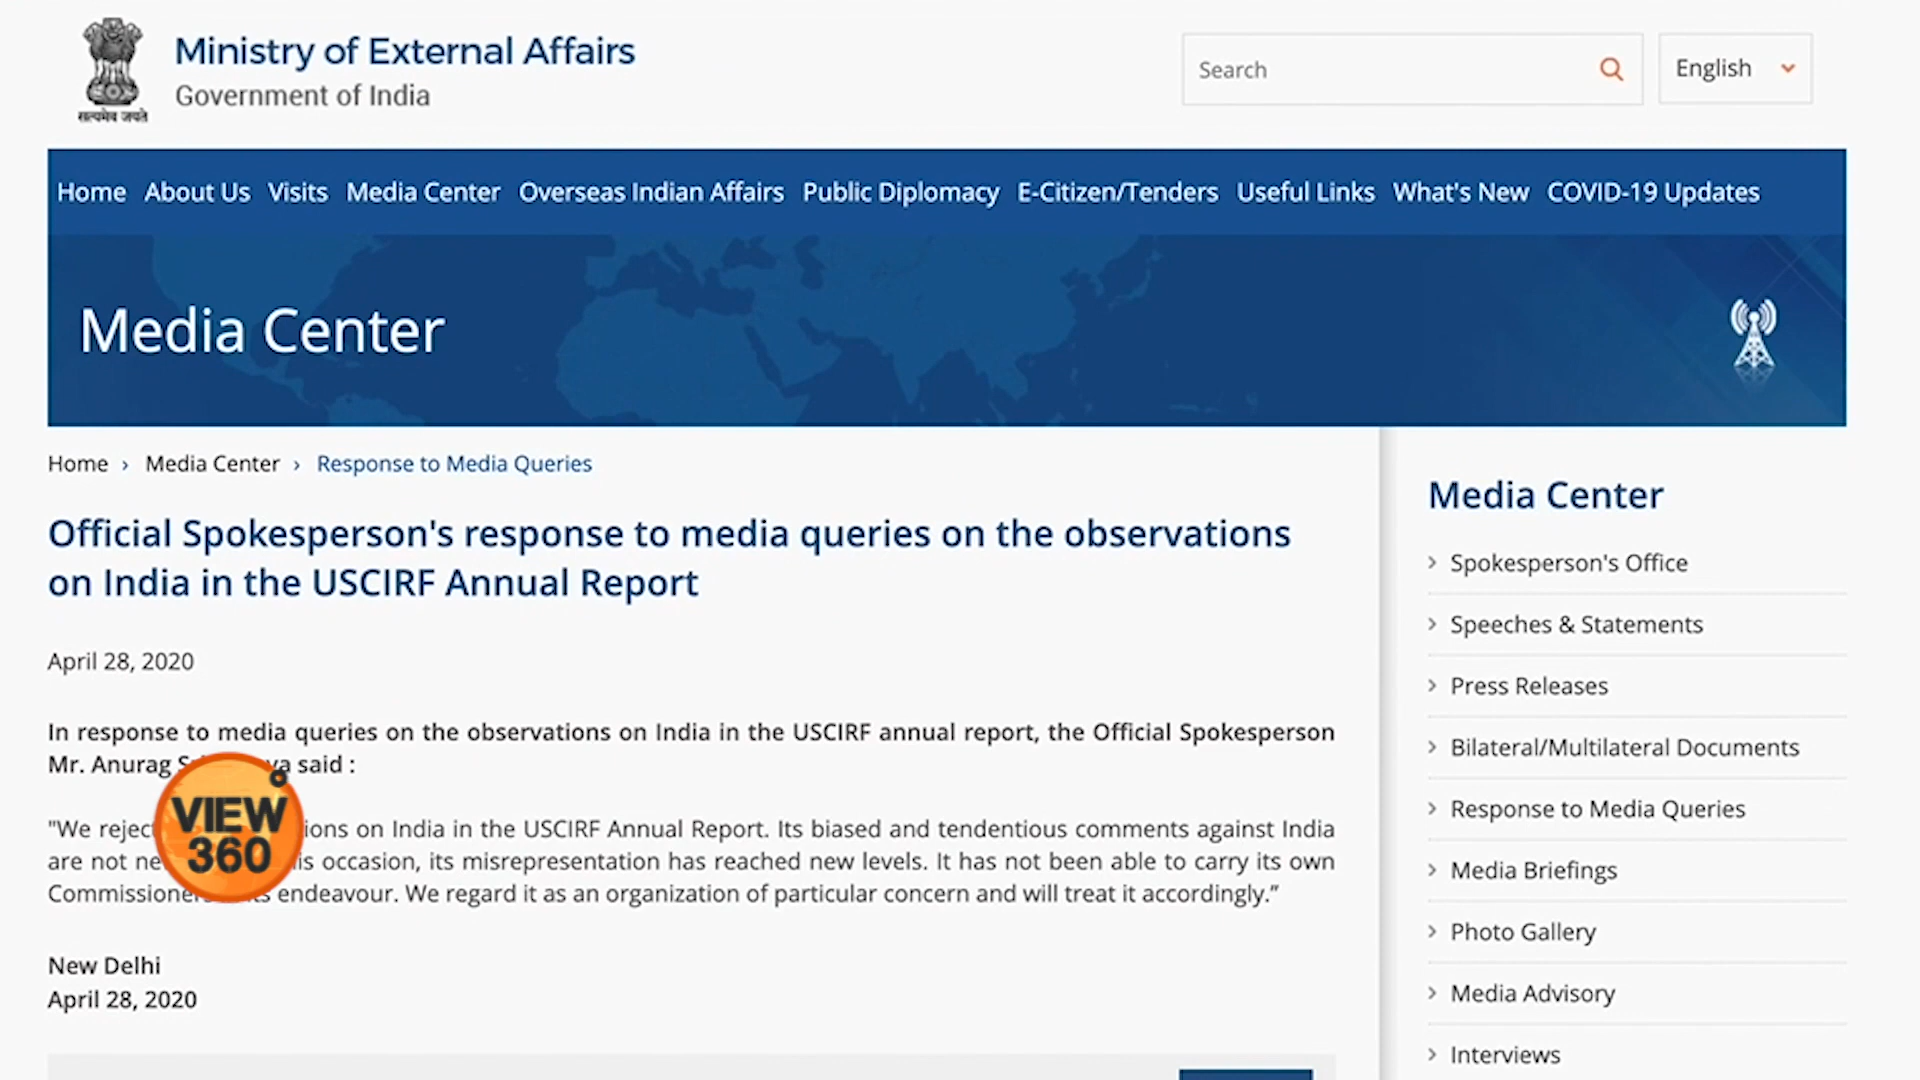 Ministry of External Affairs
Government of India
सत्यमेव जयते
Search
English
Home About Us Visits Media Center Overseas Indian Affairs Public Diplomacy E-Citizen/Tenders Useful Links What's New COVID-19 Updates
Media Center
Home › Media Center › Response to Media Queries
Official Spokesperson's response to media queries on the observations
on India in the USCIRF Annual Report
April 28, 2020
In response to media queries on the observations on India in the USCIRF annual report, the Official Spokesperson
Mr. Anurag said :
"We on India in the USCIRF Annual Report. Its biased and tendentious comments against India
are not occasion, its misrepresentation has reached new levels. It has not been able to carry its own
endeavour. We regard it as an organization of particular concern and will treat it accordingly.”
New Delhi
April 28, 2020
VIEW
360
Media Center
Spokesperson's Office
Speeches & Statements
Press Releases
Bilateral/Multilateral Documents
Response to Media Queries
Media Briefings
Photo Gallery
Media Advisory
Interviews